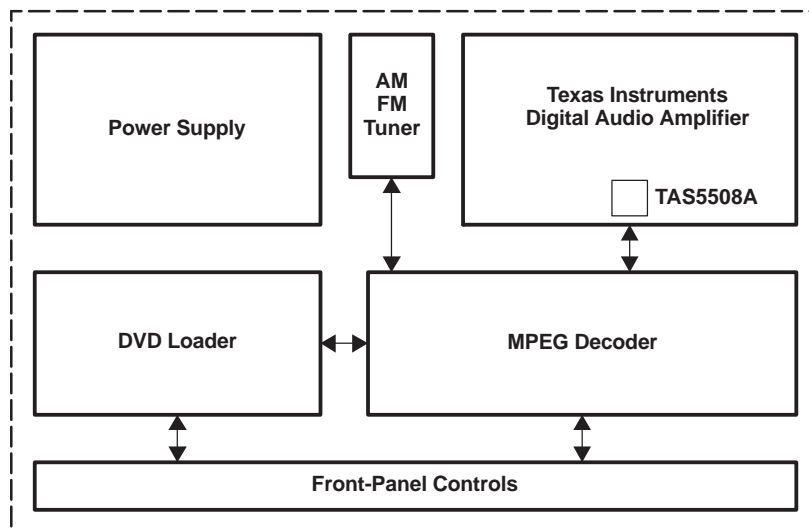 Power Supply
AM
FM
Tuner
Texas Instruments
Digital Audio Amplifier
TAS5508A
DVD Loader
MPEG Decoder
Front-Panel Controls